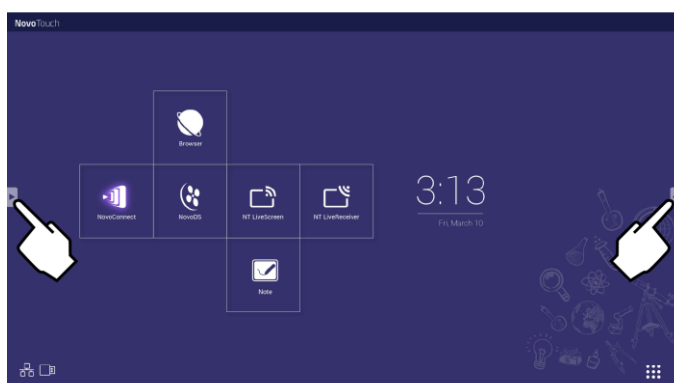 NovoTouch
Browser
NovoConnect
NovoDS
NT LiveScreen
NT LiveReceiver
3:13
Fri, March 10
Note